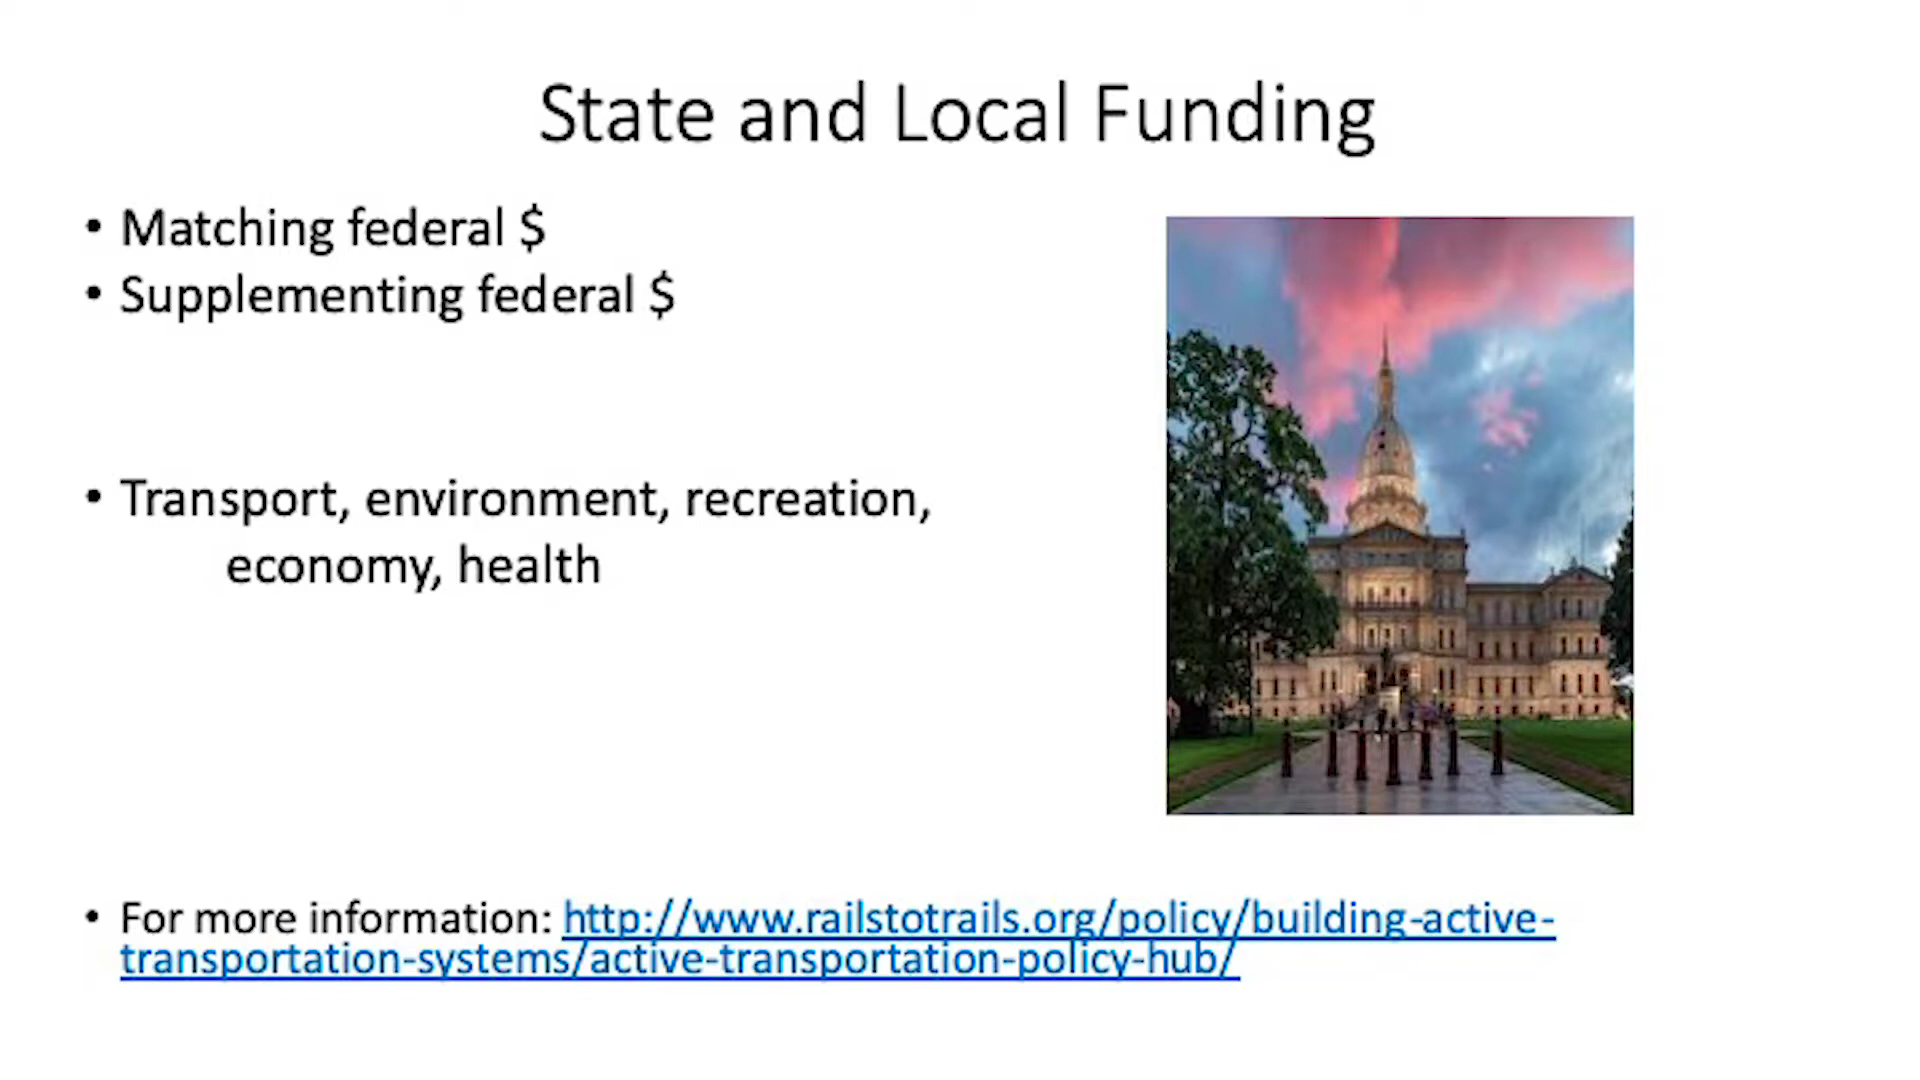 State and Local Funding
• Matching federal $
• Supplementing federal $
• Transport, environment, recreation,
economy, health
• For more information: http://www.railstotrails.org/policy/building-active-
transportation-systems/active-transportation-policy-hub/